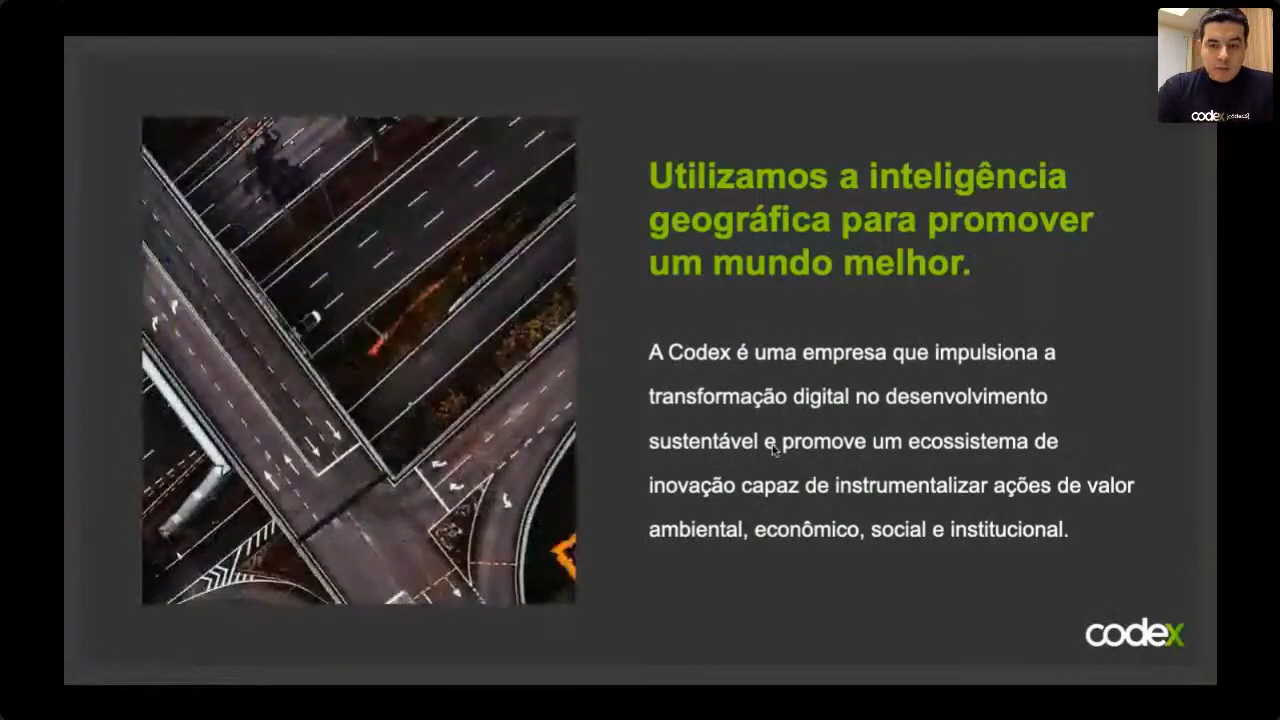 codex
Utilizamos a inteligência
geográfica para promover
um mundo melhor.
A Codex é uma empresa que impulsiona a
transformação digital no desenvolvimento
sustentável e promove um ecossistema de
inovação capaz de instrumentalizar ações de valor
ambiental, econômico, social e institucional.
codex